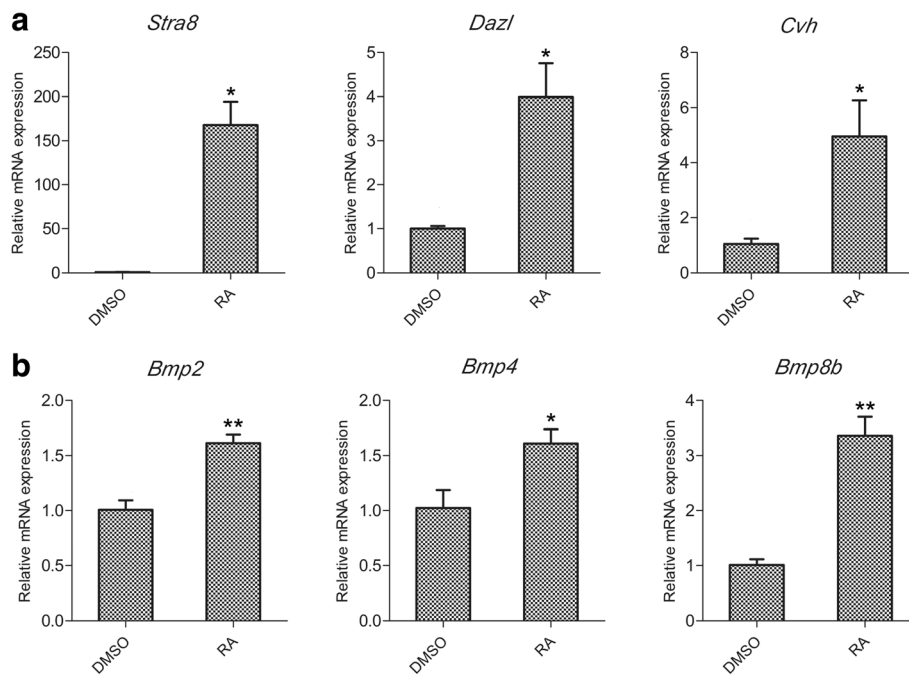 a
Stra8
Dazl
Cvh
Relative mRNA expression
250
200
150
100
50
0
*
DMSO
RA
Relative mRNA expression
5
4
3
2
1
0
*
DMSO
RA
Relative mRNA expression
8
6
4
2
0
*
DMSO
RA
b
Bmp2
Bmp4
Bmp8b
Relative mRNA expression
2.0
1.5
1.0
0.5
0.0
**
DMSO
RA
Relative mRNA expression
2.0
1.5
1.0
0.5
0.0
*
DMSO
RA
Relative mRNA expression
4
3
2
1
0
**
DMSO
RA